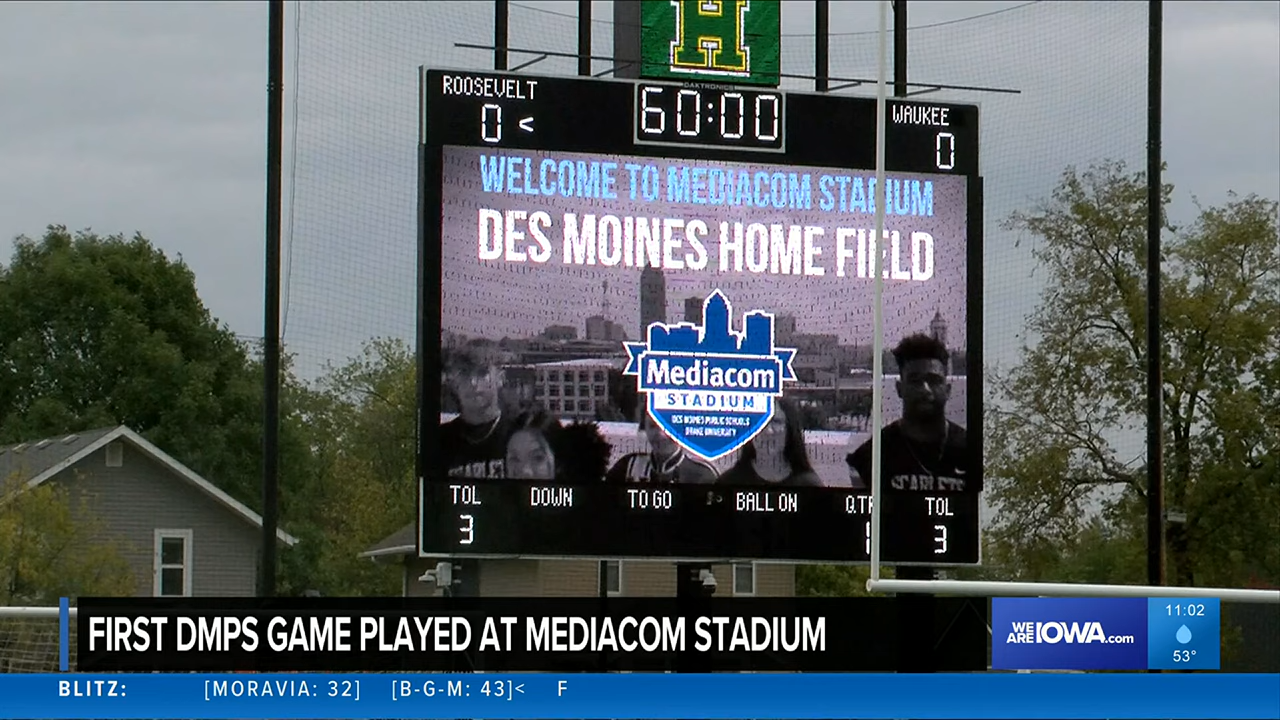 H
DAKTRONICS
ROOSEVELT
0 <
60:00
WAUKEE
0
WELCOME TO MEDIACOM STADIUM
DES MOINES HOME FIELD
Mediacom
STADIUM
DES MOINES PUBLIC SCHOOLS
DRAKE UNIVERSITY
SCARLETS
TOL DOWN TO GO BALL ON QTR TOL
3 1 3
FIRST DMPS GAME PLAYED AT MEDIACOM STADIUM
WE ARE IOWA.com
11:02
53°
BLITZ: [MORAVIA: 32] [B-G-M: 43]< F